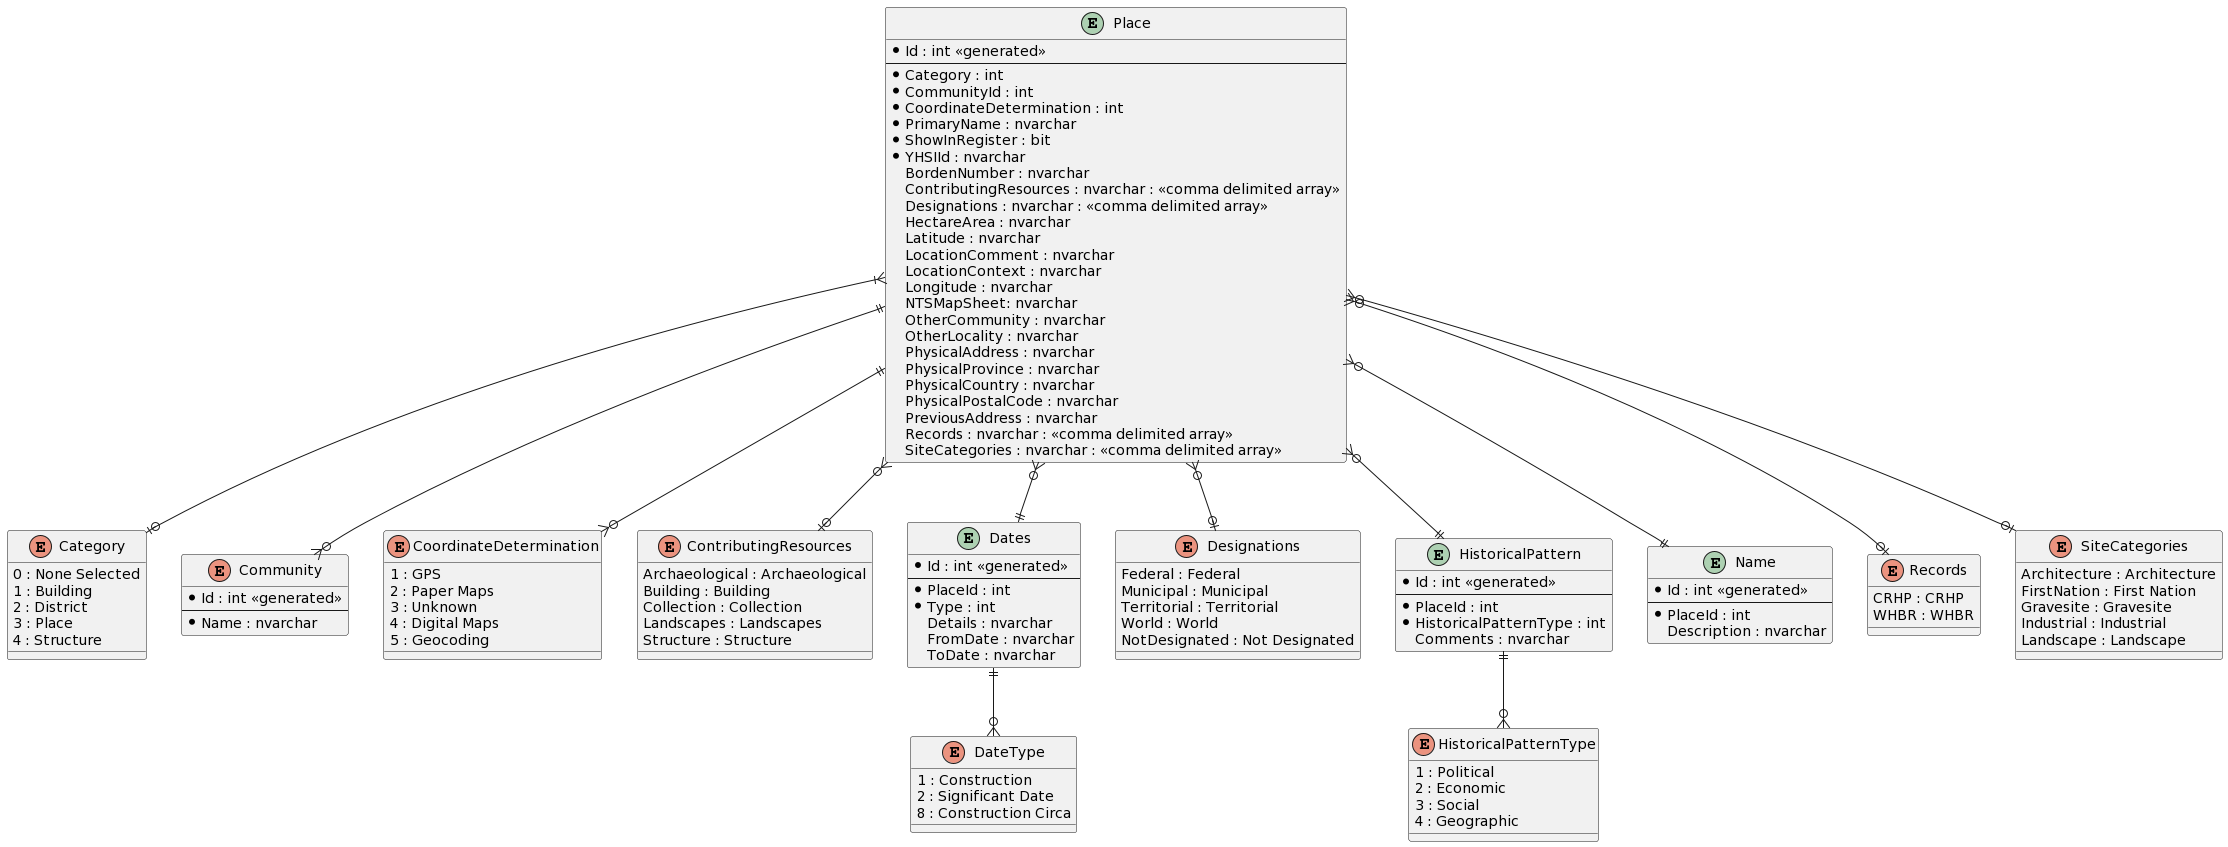 E Place
Id : int «generated»
Category : int
CommunityId : int
CoordinateDetermination : int
PrimaryName : nvarchar
ShowInRegister : bit
YHSIId : nvarchar
BordenNumber : nvarchar
ContributingResources : nvarchar : «comma delimited array»
Designations : nvarchar : «comma delimited array»
HectareArea : nvarchar
Latitude : nvarchar
LocationComment : nvarchar
LocationContext : nvarchar
Longitude : nvarchar
NTSMapSheet: nvarchar
OtherCommunity : nvarchar
OtherLocality : nvarchar
PhysicalAddress : nvarchar
PhysicalProvince : nvarchar
PhysicalCountry : nvarchar
PhysicalPostalCode : nvarchar
PreviousAddress : nvarchar
Records : nvarchar : «comma delimited array»
SiteCategories : nvarchar : «comma delimited array»
E Category
0 : None Selected
1 : Building
2 : District
3 : Place
4 : Structure
E Community
Id : int «generated»
Name : nvarchar
E CoordinateDetermination
1 : GPS
2 : Paper Maps
3 : Unknown
4 : Digital Maps
5 : Geocoding
E ContributingResources
Archaeological : Archaeological
Building : Building
Collection : Collection
Landscapes : Landscapes
Structure : Structure
E Dates
Id : int «generated»
PlaceId : int
Type : int
Details : nvarchar
FromDate : nvarchar
ToDate : nvarchar
E Designations
Federal : Federal
Municipal : Municipal
Territorial : Territorial
World : World
NotDesignated : Not Designated
E HistoricalPattern
Id : int «generated»
PlaceId : int
HistoricalPatternType : int
Comments : nvarchar
E Name
Id : int «generated»
PlaceId : int
Description : nvarchar
E Records
CRHP : CRHP
WHBR : WHBR
E SiteCategories
Architecture : Architecture
FirstNation : First Nation
Gravesite : Gravesite
Industrial : Industrial
Landscape : Landscape
E DateType
1 : Construction
2 : Significant Date
8 : Construction Circa
E HistoricalPatternType
1 : Political
2 : Economic
3 : Social
4 : Geographic